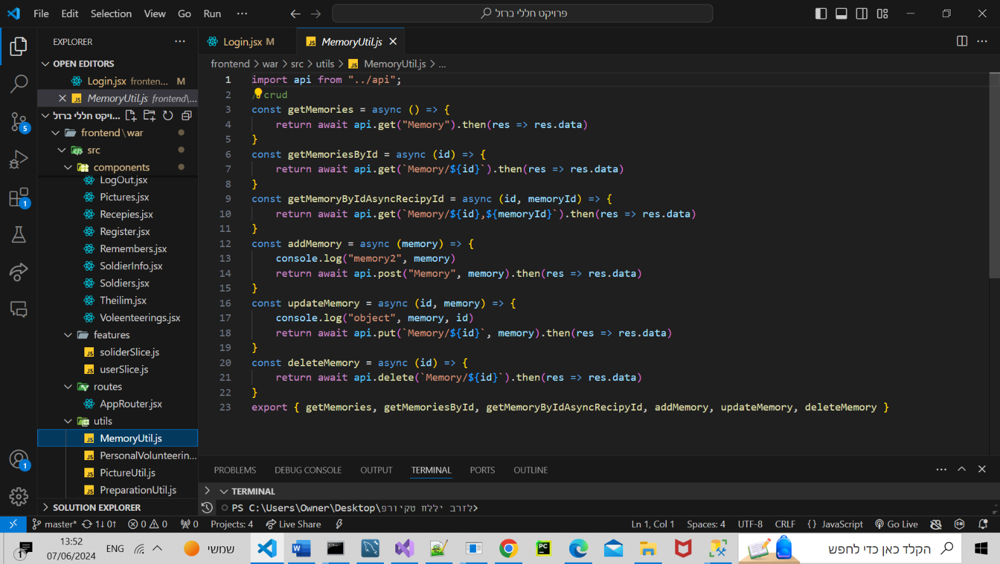 File Edit Selection View Go Run ...
פרויקט חללי ברזל
EXPLORER
OPEN EDITORS
Login.jsx fronten... M
MemoryUtil.js frontend\...
ויקט חללי ברזל...
frontend\war
src
components
LogOut.jsx
Pictures.jsx
Recepies.jsx
Register.jsx
Remembers.jsx
SoldierInfo.jsx
Soldiers.jsx
Theilim.jsx
Voleenteerings.jsx
features
soliderSlice.js
userSlice.js
routes
AppRouter.jsx
utils
MemoryUtil.js
PersonalVolunteerin...
PictureUtil.js
PreparationUtil.js
SOLUTION EXPLORER
5
1
1
Login.jsx M
MemoryUtil.js
frontend > war > src > utils > JS MemoryUtil.js > ...
1 import api from "../api";
2 /crud
3 const getMemories = async () => {
4 return await api.get("Memory").then(res => res.data)
5 }
6 const getMemoriesById = async (id) => {
7 return await api.get(`Memory/${id}`).then(res => res.data)
8 }
9 const getMemoryByIdAsyncRecipyId = async (id, memoryId) => {
10 return await api.get(`Memory/${id},${memoryId}`).then(res => res.data)
11 }
12 const addMemory = async (memory) => {
13 console.log("memory2", memory)
14 return await api.post("Memory", memory).then(res => res.data)
15 }
16 const updateMemory = async (id, memory) => {
17 console.log("object", memory, id)
18 return await api.put(`Memory/${id}`, memory).then(res => res.data)
19 }
20 const deleteMemory = async (id) => {
21 return await api.delete(`Memory/${id}`).then(res => res.data)
22 }
23 export { getMemories, getMemoriesById, getMemoryByIdAsyncRecipyId, addMemory, updateMemory, deleteMemory }
PROBLEMS DEBUG CONSOLE OUTPUT TERMINAL PORTS OUTLINE
TERMINAL
PS C:\Users\Owner\Desktop\פרויקט חללי ברזל>
master* 1↓ 0↑ 0 0 0 Projects: 4 Live Share Ln 1, Col 1 Spaces: 4 UTF-8 CRLF {} JavaScript Go Live
13:52
07/06/2024
1
ENG
שמשי
PC
הקלד כאן כדי לחפש